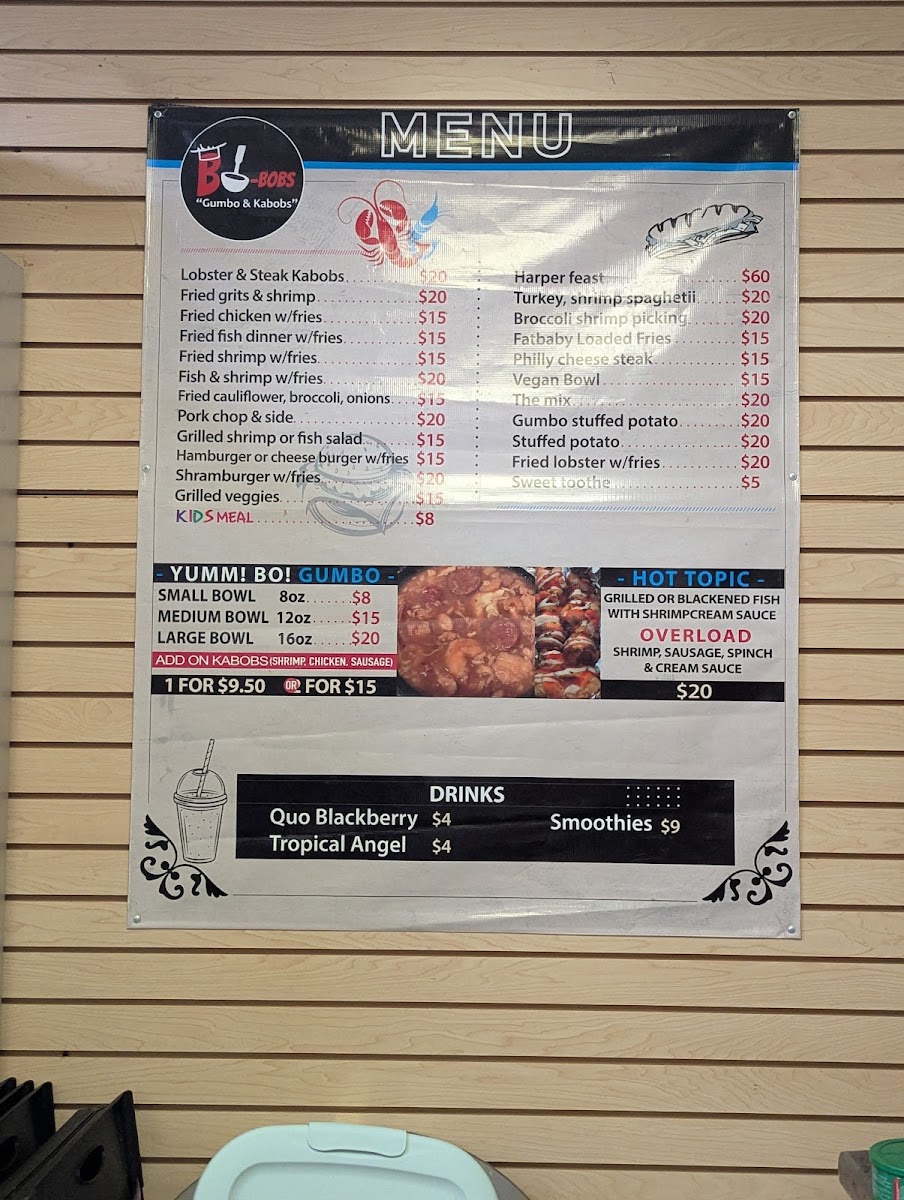 MENU
BO-BOBS
"Gumbo & Kabobs"
Lobster & Steak Kabobs......$20
Fried grits & shrimp......$20
Fried chicken w/fries......$15
Fried fish dinner w/fries......$15
Fried shrimp w/fries......$15
Fish & shrimp w/fries......$20
Fried cauliflower, broccoli, onions......$15
Pork chop & side......$20
Grilled shrimp or fish salad......$15
Hamburger or cheese burger w/fries $15
Shramburger w/fries......$20
Grilled veggies......$15
KIDS MEAL......$8
Harper feast......$60
Turkey, shrimp spaghetii......$20
Broccoli shrimp picking......$20
Fatbaby Loaded Fries......$15
Philly cheese steak......$15
Vegan Bowl......$15
The mix......$20
Gumbo stuffed potato......$20
Stuffed potato......$20
Fried lobster w/fries......$20
Sweet toothe......$5
- YUMM! BO! GUMBO -
SMALL BOWL 8oz......$8
MEDIUM BOWL 12oz......$15
LARGE BOWL 16oz......$20
ADD ON KABOBS (SHRIMP, CHICKEN, SAUSAGE)
1 FOR $9.50 OR FOR $15
- HOT TOPIC -
GRILLED OR BLACKENED FISH
WITH SHRIMPCREAM SAUCE
OVERLOAD
SHRIMP, SAUSAGE, SPINCH
& CREAM SAUCE
$20
DRINKS
Quo Blackberry $4
Tropical Angel $4
Smoothies $9